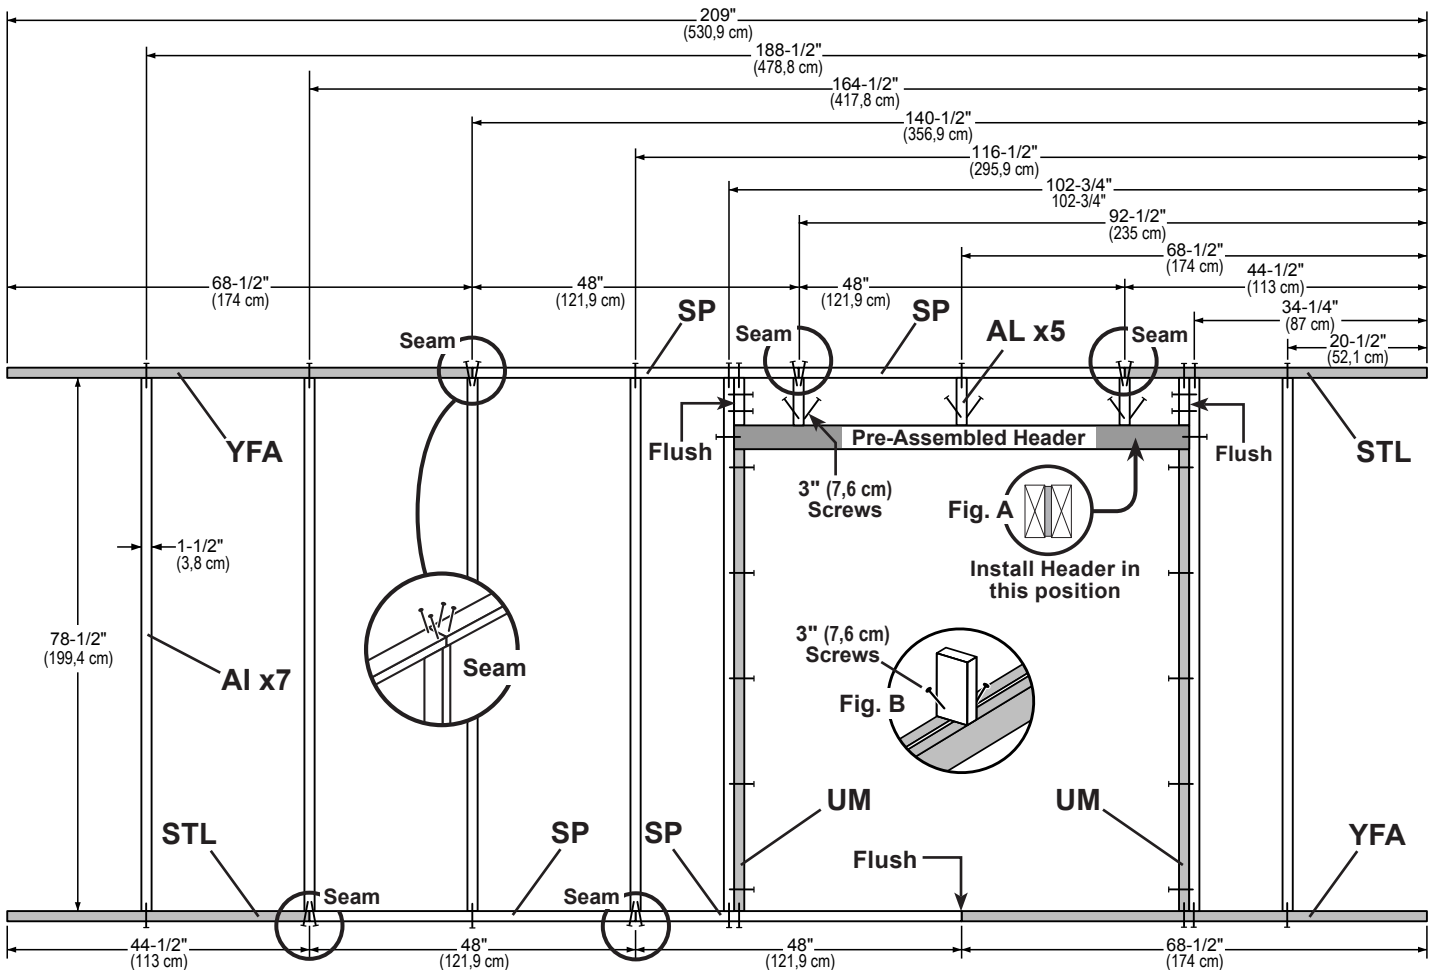 209"
(530,9 cm)
188-1/2"
(478,8 cm)
164-1/2"
(417,8 cm)
140-1/2"
(356,9 cm)
116-1/2"
(295,9 cm)
102-3/4"
102-3/4"
92-1/2"
(235 cm)
68-1/2"
(174 cm)
68-1/2"
(174 cm)
48"
(121,9 cm)
48"
(121,9 cm)
44-1/2"
(113 cm)
34-1/4"
(87 cm)
20-1/2"
(52,1 cm)
Seam
SP
Seam
SP
AL x5
Seam
YFA
Flush
Pre-Assembled Header
Flush
STL
3" (7,6 cm)
Screws
Fig. A
Install Header in
this position
1-1/2"
(3,8 cm)
78-1/2"
(199,4 cm)
AI x7
Seam
3" (7,6 cm)
Screws
Fig. B
UM
UM
STL
SP
SP
Flush
YFA
Seam
Seam
44-1/2"
(113 cm)
48"
(121,9 cm)
48"
(121,9 cm)
68-1/2"
(174 cm)